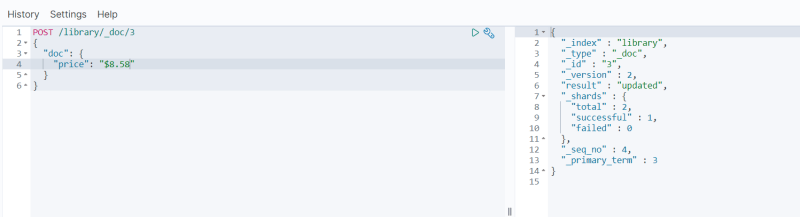 History Settings Help
1 POST /library/_doc/3
2 {
3 "doc": {
4 "price": "$8.58"
5 }
6 }
1 {
2 "_index" : "library",
3 "_type" : "_doc",
4 "_id" : "3",
5 "_version" : 2,
6 "result" : "updated",
7 "_shards" : {
8 "total" : 2,
9 "successful" : 1,
10 "failed" : 0
11 },
12 "_seq_no" : 4,
13 "_primary_term" : 3
14 }
15